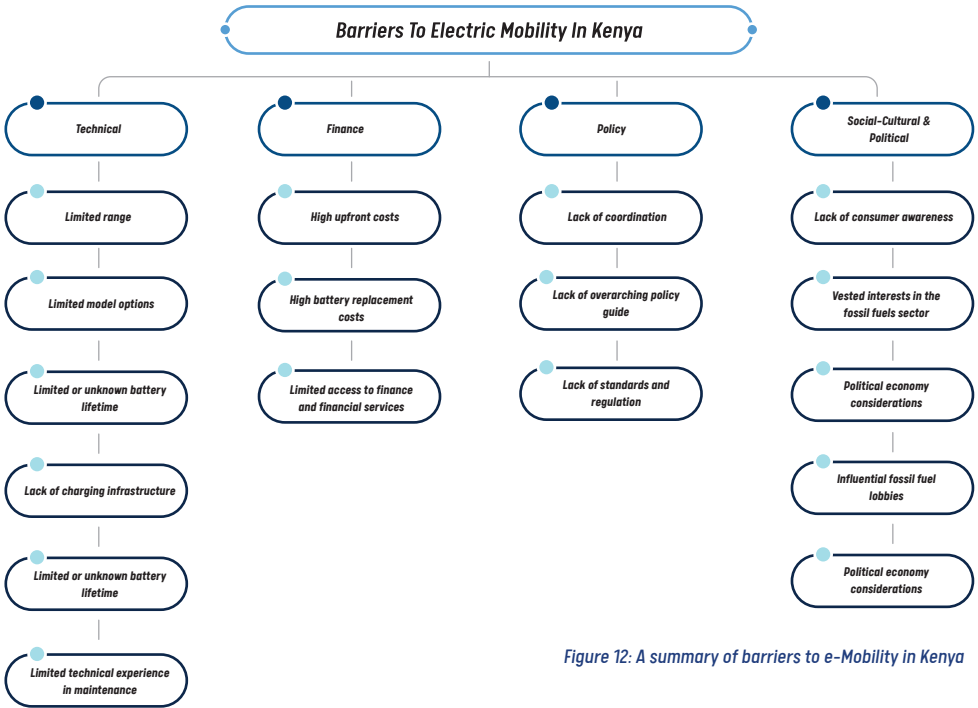 Barriers To Electric Mobility In Kenya
Technical
Limited range
Limited model options
Limited or unknown battery
lifetime
Lack of charging infrastructure
Limited or unknown battery
lifetime
Limited technical experience
in maintenance
Finance
High upfront costs
High battery replacement
costs
Limited access to finance
and financial services
Policy
Lack of coordination
Lack of overarching policy
guide
Lack of standards and
regulation
Social-Cultural &
Political
Lack of consumer awareness
Vested interests in the
fossil fuels sector
Political economy
considerations
Influential fossil fuel
lobbies
Political economy
considerations
Figure 12: A summary of barriers to e-Mobility in Kenya